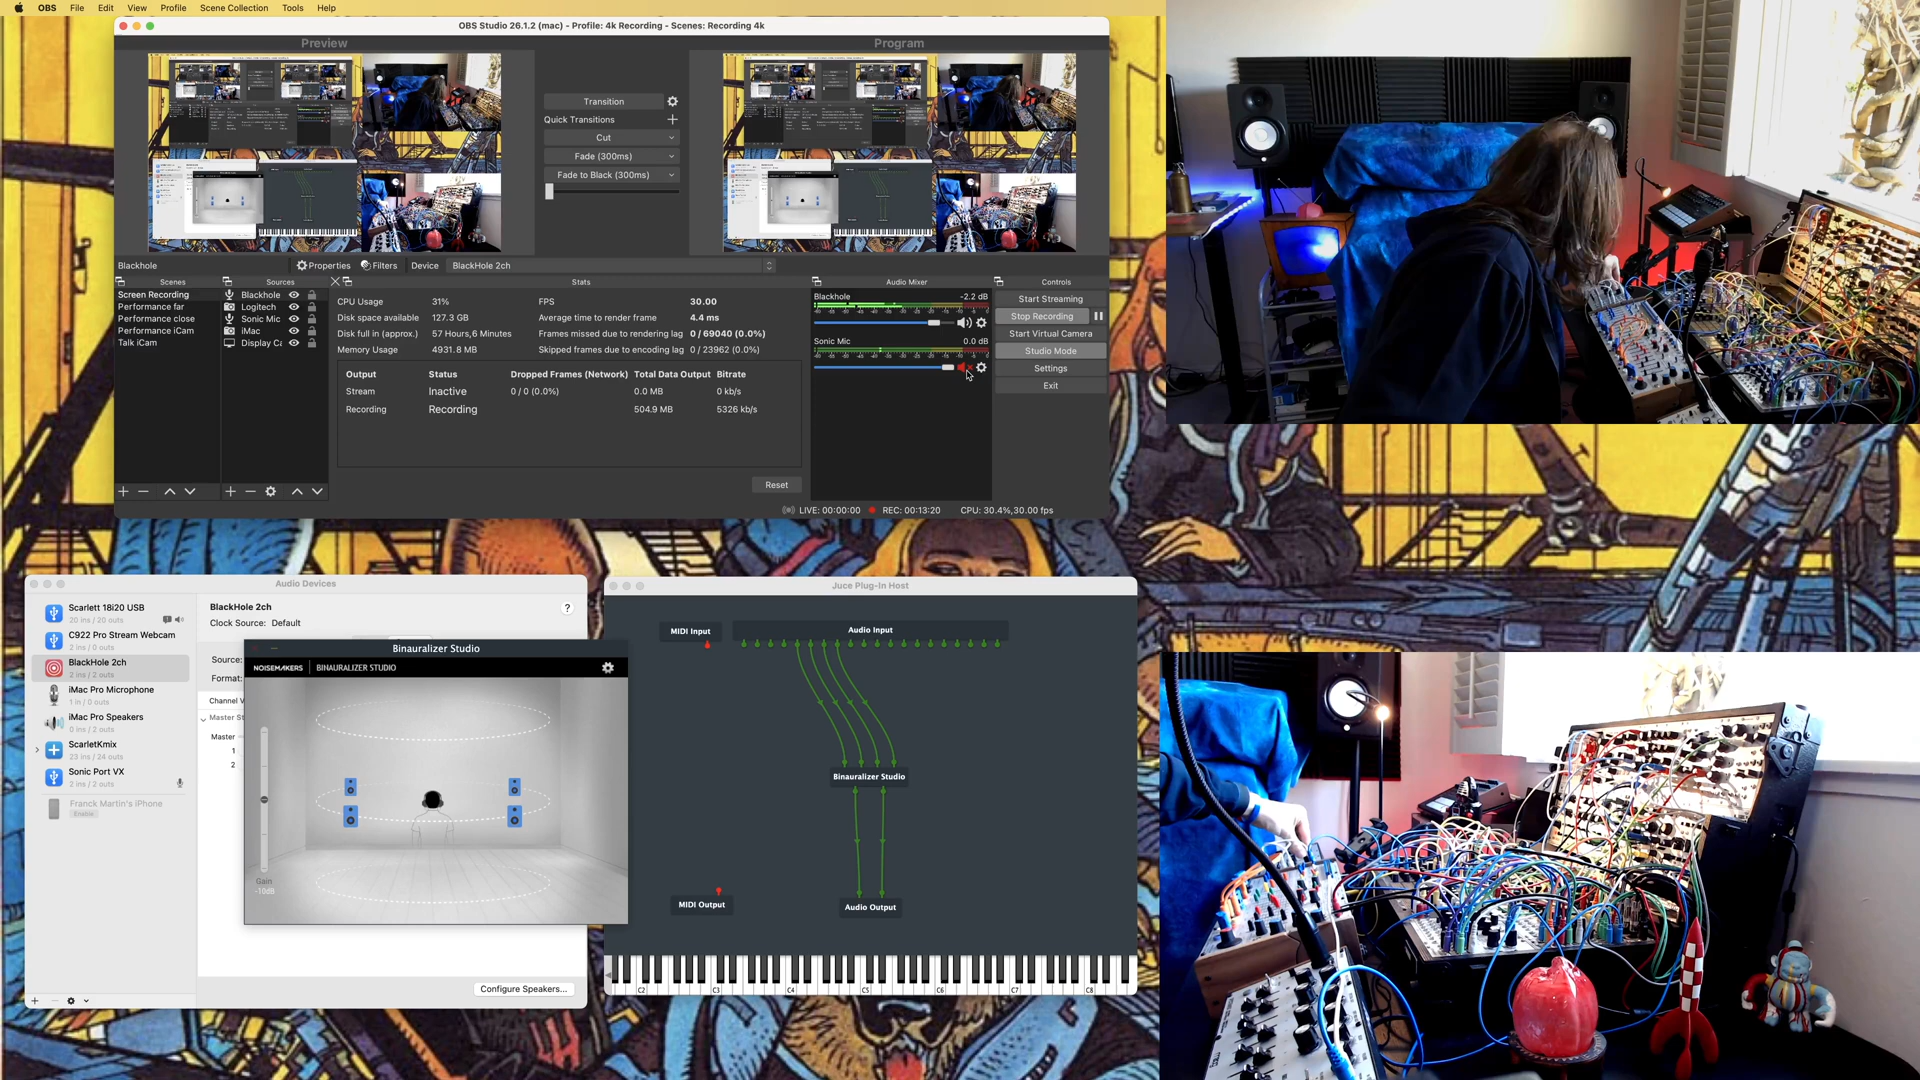 OBS File Edit View Profile Scene Collection Tools Help
OBS Studio 26.1.2 (mac) - Profile: 4k Recording - Scenes: Recording 4k
Preview
Program
Transition
Quick Transitions
Cut
Fade (300ms)
Fade to Black (300ms)
Blackhole Properties Filters Device BlackHole 2ch
Scenes
Screen Recording
Performance far
Performance close
Performance iCam
Talk iCam
Sources
Blackhole
Logitech
Sonic Mic
iMac
Display Ca
Stats
CPU Usage 31% FPS 30.00
Disk space available 127.3 GB Average time to render frame 4.4 ms
Disk full in (approx.) 57 Hours,6 Minutes Frames missed due to rendering lag 0 / 69040 (0.0%)
Memory Usage 4931.8 MB Skipped frames due to encoding lag 0 / 23962 (0.0%)
Output Status Dropped Frames (Network) Total Data Output Bitrate
Stream Inactive 0 / 0 (0.0%) 0.0 MB 0 kb/s
Recording Recording 504.9 MB 5326 kb/s
Reset
Audio Mixer
Blackhole -2.2 dB
Sonic Mic 0.0 dB
Controls
Start Streaming
Stop Recording
Start Virtual Camera
Studio Mode
Settings
Exit
LIVE: 00:00:00 REC: 00:13:20 CPU: 30.4%,30.00 fps
Audio Devices
Scarlett 18i20 USB
20 ins / 20 outs
C922 Pro Stream Webcam
2 ins / 0 outs
BlackHole 2ch
2 ins / 2 outs
iMac Pro Microphone
1 in / 0 outs
iMac Pro Speakers
0 ins / 2 outs
ScarletKmix
23 ins / 24 outs
Sonic Port VX
2 ins / 2 outs
Franck Martin's iPhone
Enable
BlackHole 2ch
?
Clock Source: Default
Source:
Format:
Channel V
Master St
Master
1
2
Configure Speakers...
Binauralizer Studio
NOISEMAKERS BINAURALIZER STUDIO
Gain
-10dB
Juce Plug-In Host
MIDI Input
Audio Input
Binauralizer Studio
MIDI Output
Audio Output
C2 C3 C4 C5 C6 C7 C8